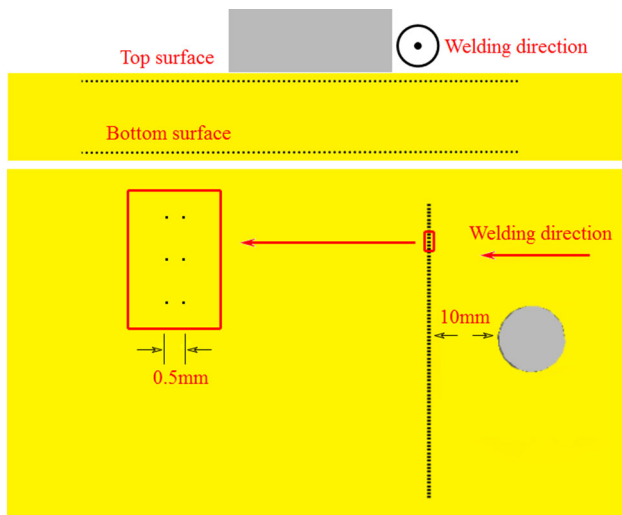 Top surface
Welding direction
Bottom surface
Welding direction
10mm
0.5mm